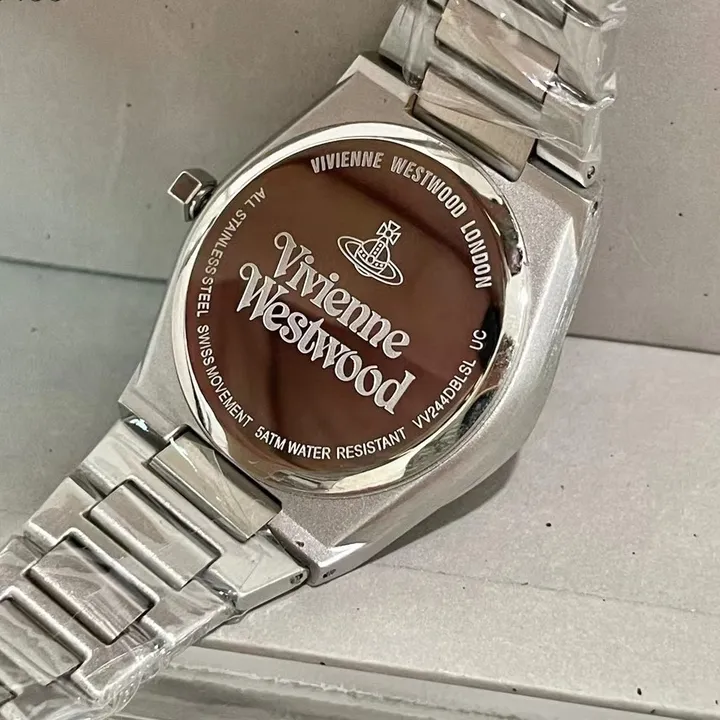 VIVIENNE WESTWOOD LONDON
Vivienne
Westwood
ALL STAINLESS STEEL SWISS MOVEMENT 5ATM WATER RESISTANT VV244DBLSL UC